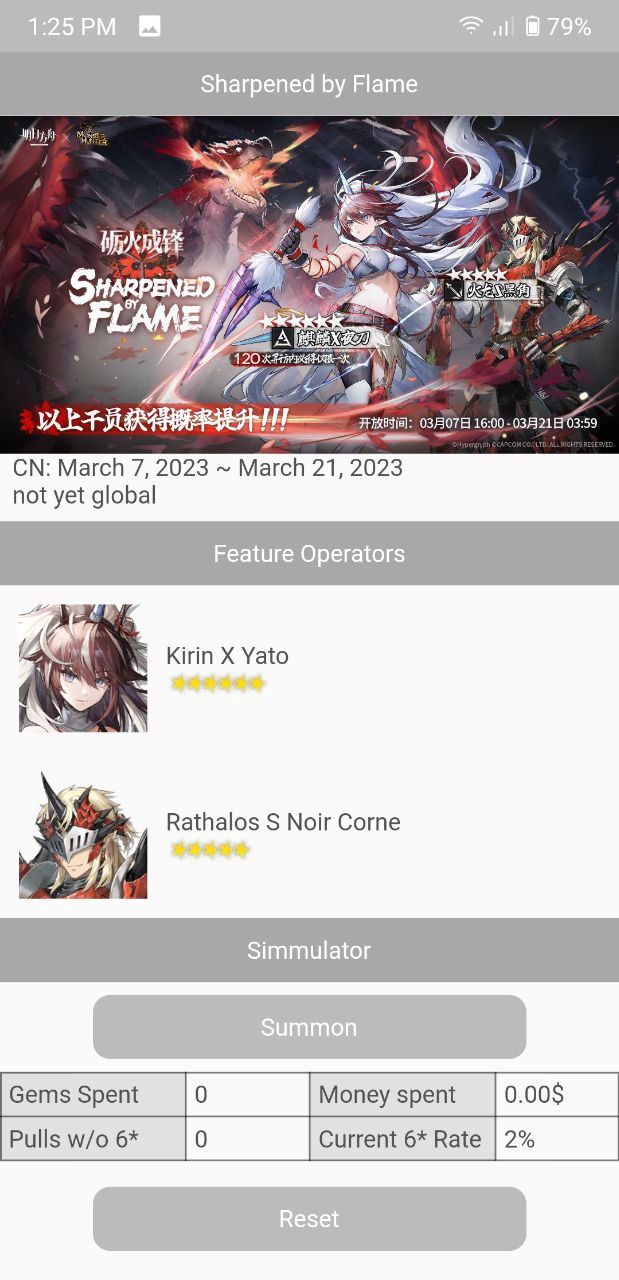 1:25 PM 79%
Sharpened by Flame
明日方舟 × MONSTER HUNTER
砺火成锋
SHARPENED BY FLAME
★★★★★
火龙S黑角
★★★★★★
麒麟X夜刀
120次寻访内必得仅限一次
以上干员获得概率提升!!!
开放时间：03月07日 16:00 - 03月21日 03:59
©Hypergryph ©CAPCOM CO., LTD. ALL RIGHTS RESERVED.
CN: March 7, 2023 ~ March 21, 2023
not yet global
Feature Operators
Kirin X Yato
Rathalos S Noir Corne
Simmulator
Summon
Gems Spent 0 Money spent 0.00$
Pulls w/o 6* 0 Current 6* Rate 2%
Reset